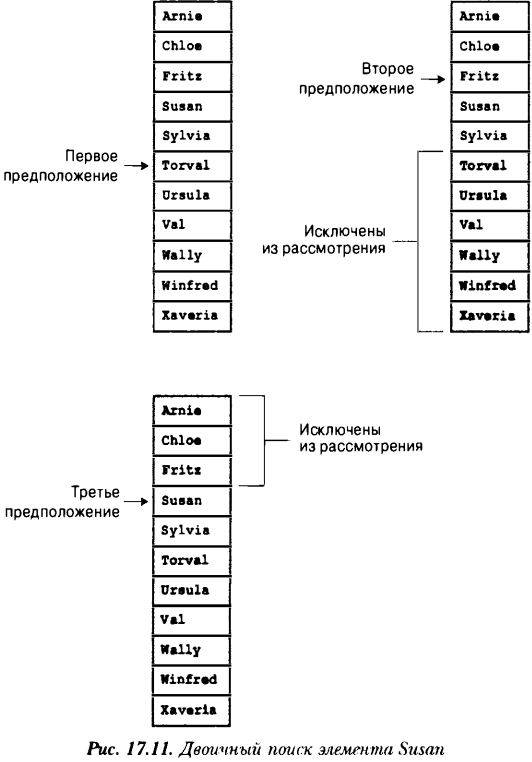 Arnie
Chloe
Fritz
Susan
Sylvia
Первое
предположение
Torval
Ursula
Val
Wally
Winfred
Xaveria
Arnie
Chloe
Второе
предположение
Fritz
Susan
Sylvia
Torval
Ursula
Val
Исключены
из рассмотрения
Wally
Winfred
Xaveria
Arnie
Chloe
Fritz
Исключены
из рассмотрения
Третье
предположение
Susan
Sylvia
Torval
Ursula
Val
Wally
Winfred
Xaveria
Рис. 17.11. Двоичный поиск элемента Susan